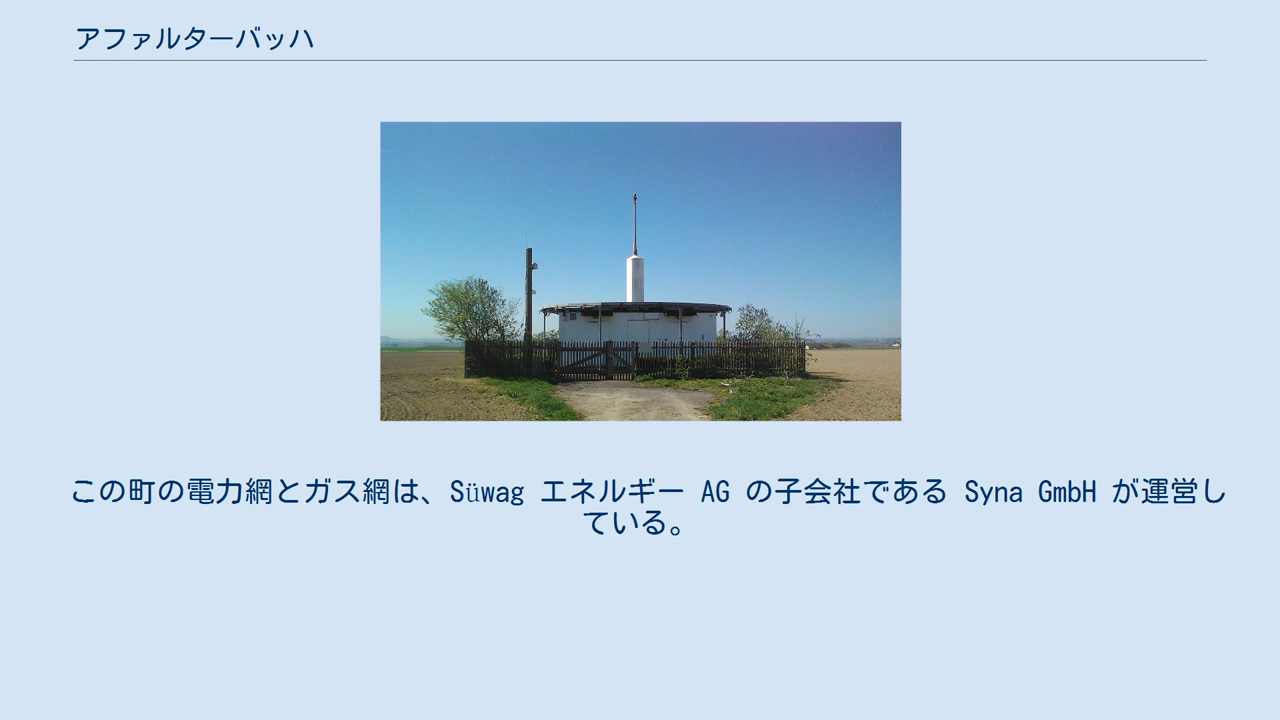 アファルターバッハ
この町の電力網とガス網は、Süwag エネルギー AG の子会社である Syna GmbH が運営し
ている。